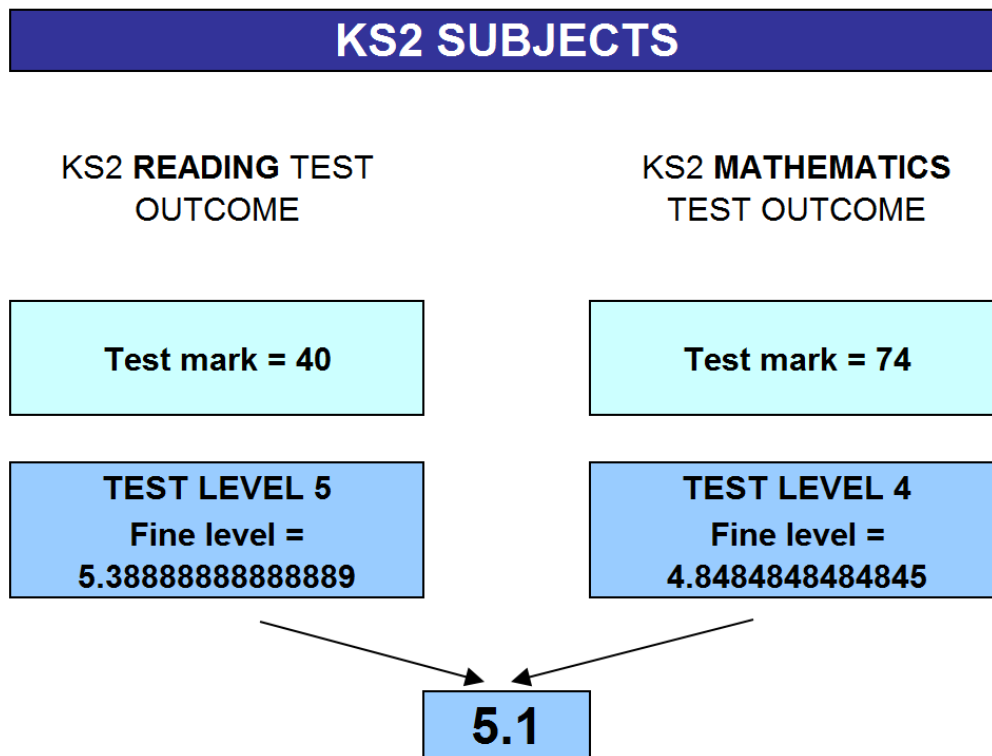 KS2 SUBJECTS
KS2 READING TEST
OUTCOME
KS2 MATHEMATICS
TEST OUTCOME
Test mark = 40
Test mark = 74
TEST LEVEL 5
Fine level =
5.38888888888889
TEST LEVEL 4
Fine level =
4.8484848484845
5.1